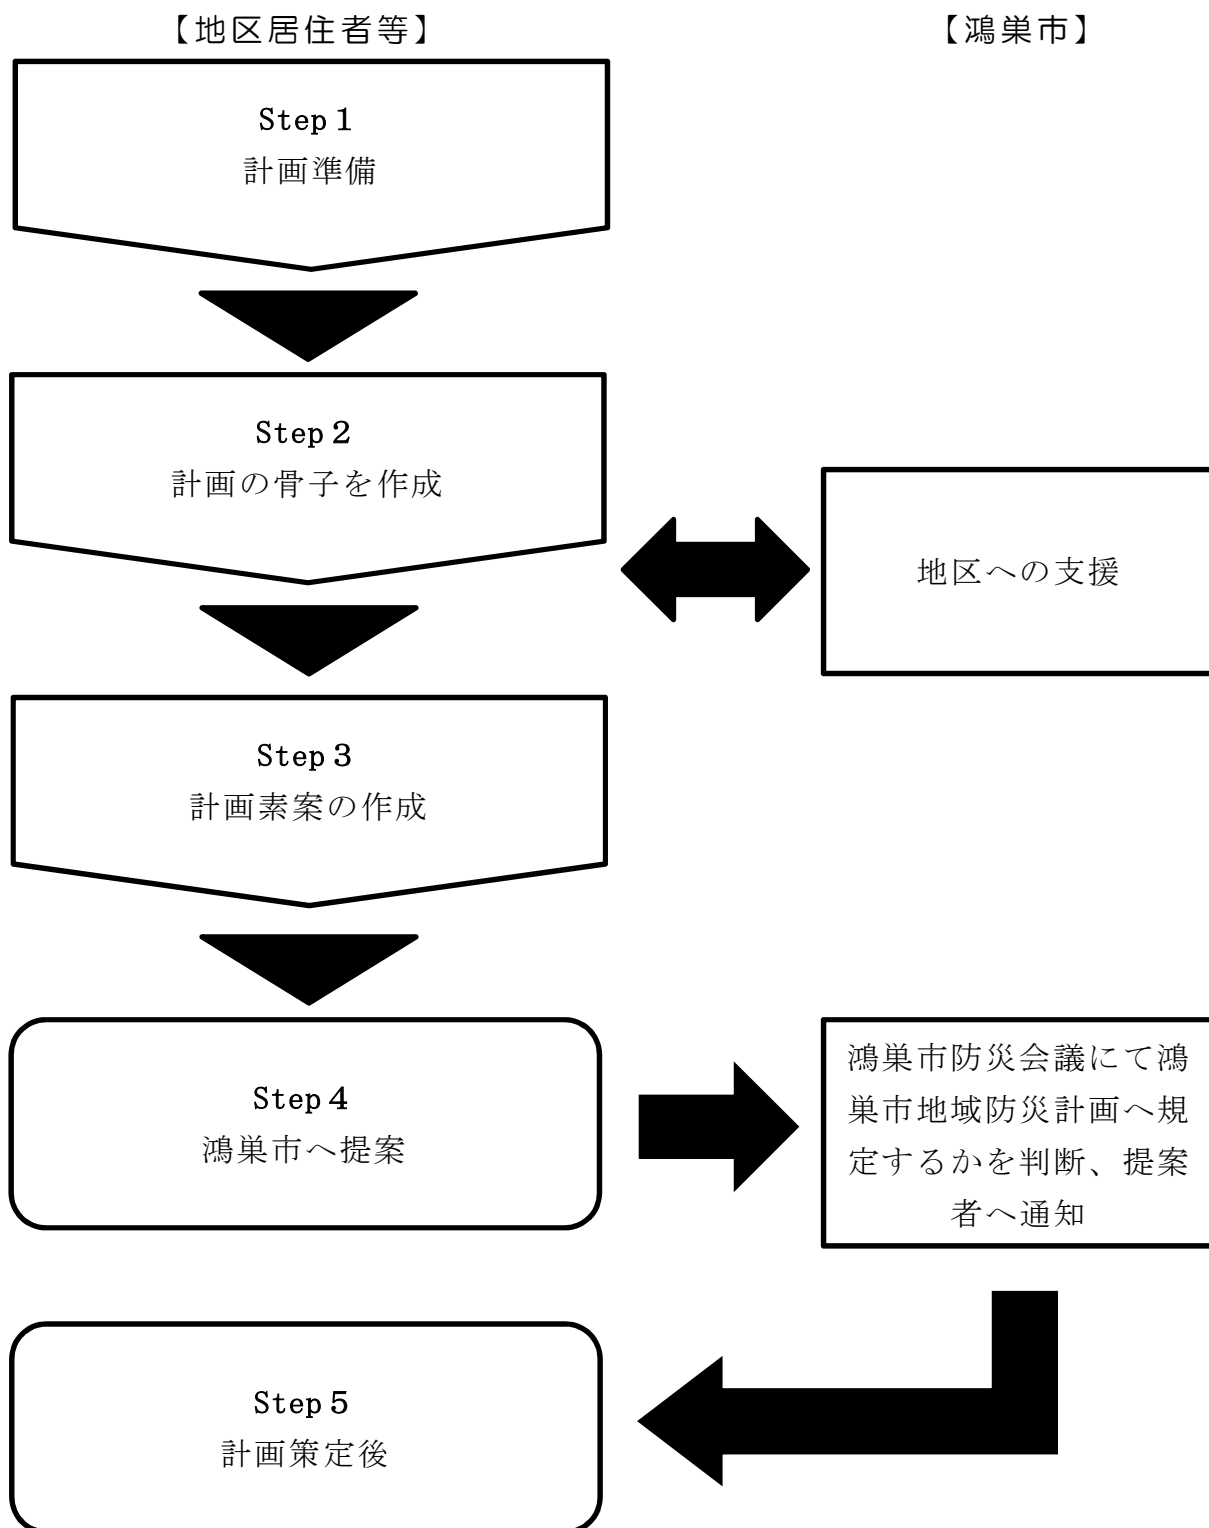 【地区居住者等】
【鴻巣市】
Step１
計画準備
Step２
計画の骨子を作成
地区への支援
Step３
計画素案の作成
Step４
鴻巣市へ提案
鴻巣市防災会議にて鴻
巣市地域防災計画へ規
定するかを判断、提案
者へ通知
Step５
計画策定後